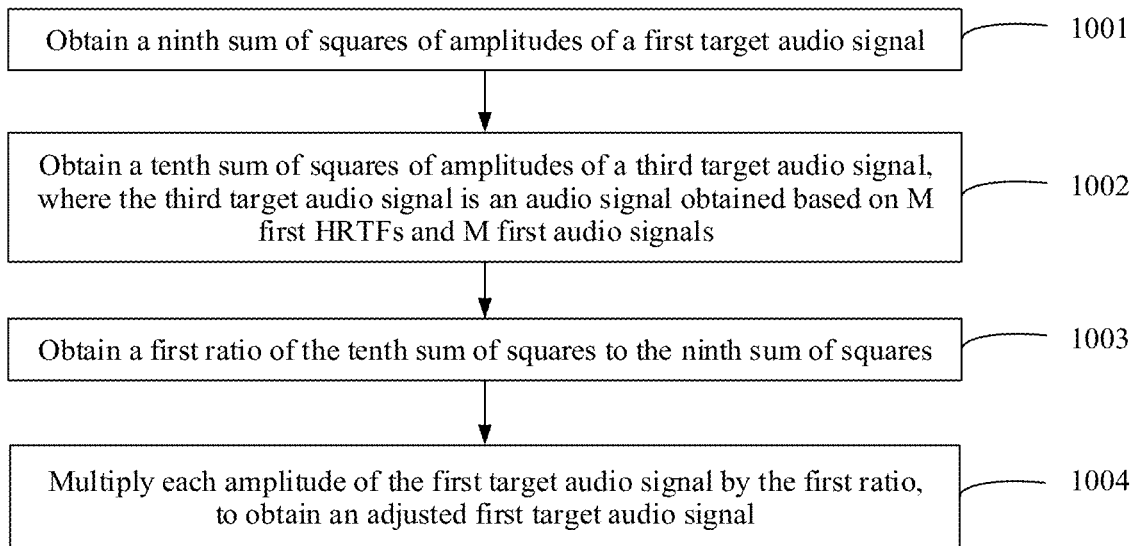 Obtain a ninth sum of squares of amplitudes of a first target audio signal
1001
Obtain a tenth sum of squares of amplitudes of a third target audio signal,
where the third target audio signal is an audio signal obtained based on M
first HRTFs and M first audio signals
1002
Obtain a first ratio of the tenth sum of squares to the ninth sum of squares
1003
Multiply each amplitude of the first target audio signal by the first ratio,
to obtain an adjusted first target audio signal
1004